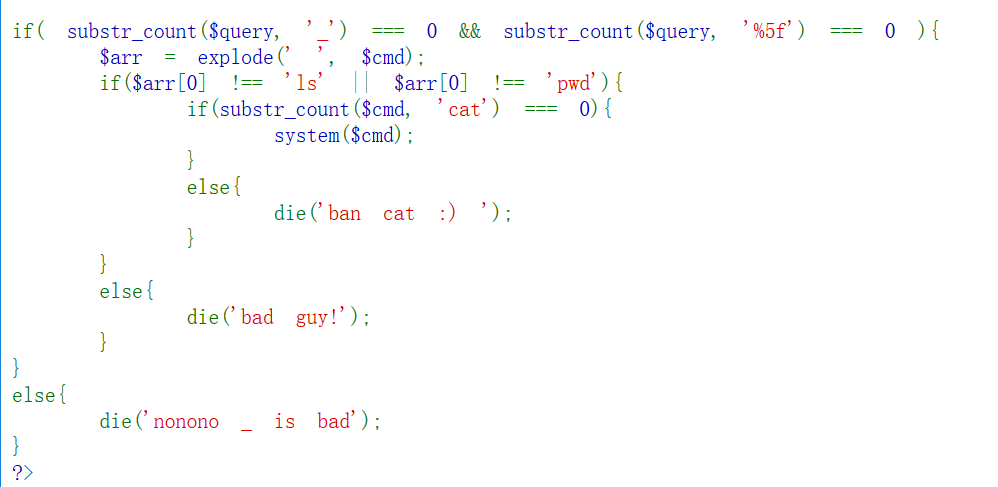 if( substr_count($query, '_') === 0 && substr_count($query, '%5f') === 0 ){
$arr = explode(' ', $cmd);
if($arr[0] !== 'ls' || $arr[0] !== 'pwd'){
if(substr_count($cmd, 'cat') === 0){
system($cmd);
}
else{
die('ban cat :) ');
}
}
else{
die('bad guy!');
}
}
else{
die('nonono _ is bad');
}
?>